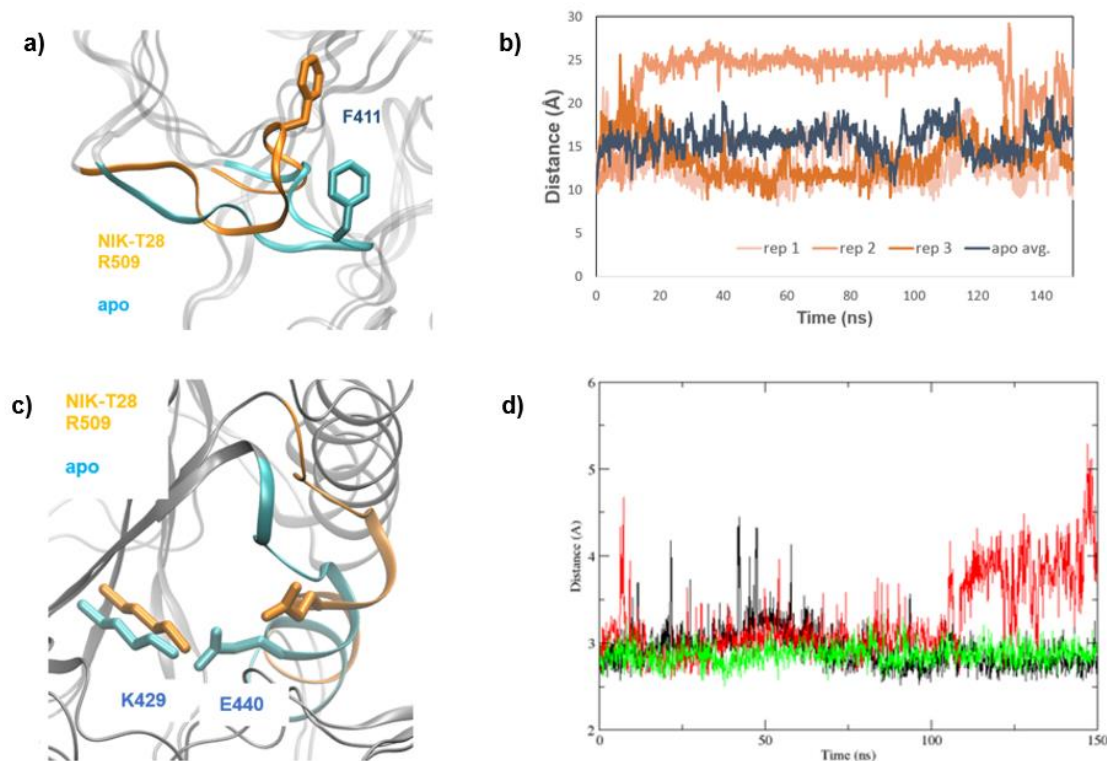 a)
F411
NIK-T28
R509
apo
b)
30
25
20
15
10
5
0
Distance (Å)
rep 1 rep 2 rep 3 apo avg.
0 20 40 60 80 100 120 140
Time (ns)
c)
NIK-T28
R509
apo
K429 E440
d)
6
5
4
3
2
Distance (A)
0 50 100 150
Time (ns)